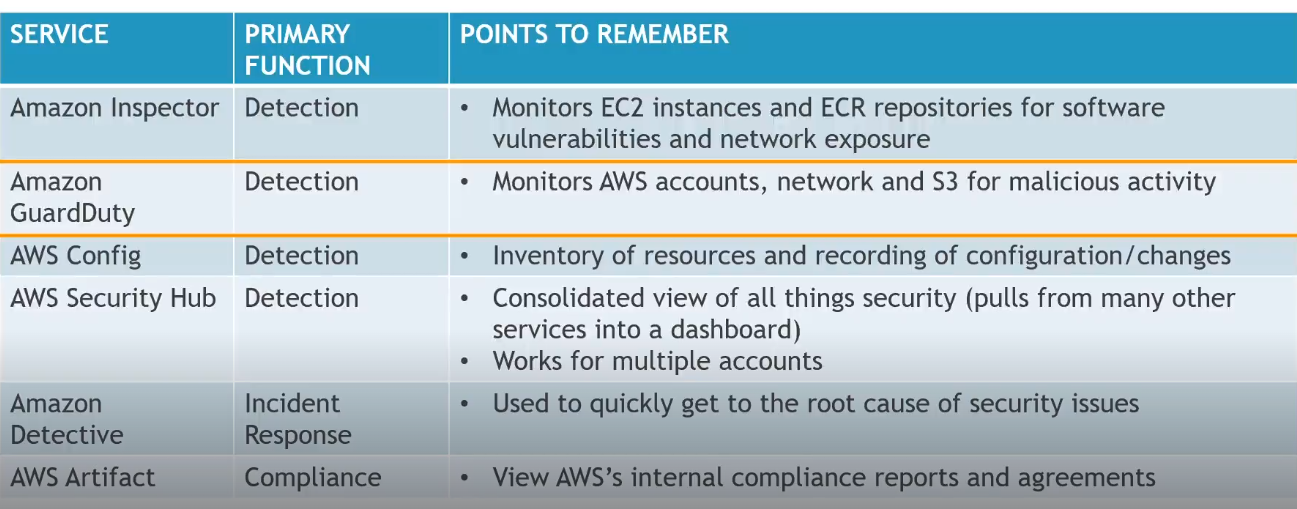 SERVICE
PRIMARY
FUNCTION
POINTS TO REMEMBER
Amazon Inspector
Detection
• Monitors EC2 instances and ECR repositories for software
vulnerabilities and network exposure
Amazon
GuardDuty
Detection
• Monitors AWS accounts, network and S3 for malicious activity
AWS Config
Detection
• Inventory of resources and recording of configuration/changes
AWS Security Hub
Detection
• Consolidated view of all things security (pulls from many other
services into a dashboard)
• Works for multiple accounts
Amazon
Detective
Incident
Response
• Used to quickly get to the root cause of security issues
AWS Artifact
Compliance
• View AWS's internal compliance reports and agreements